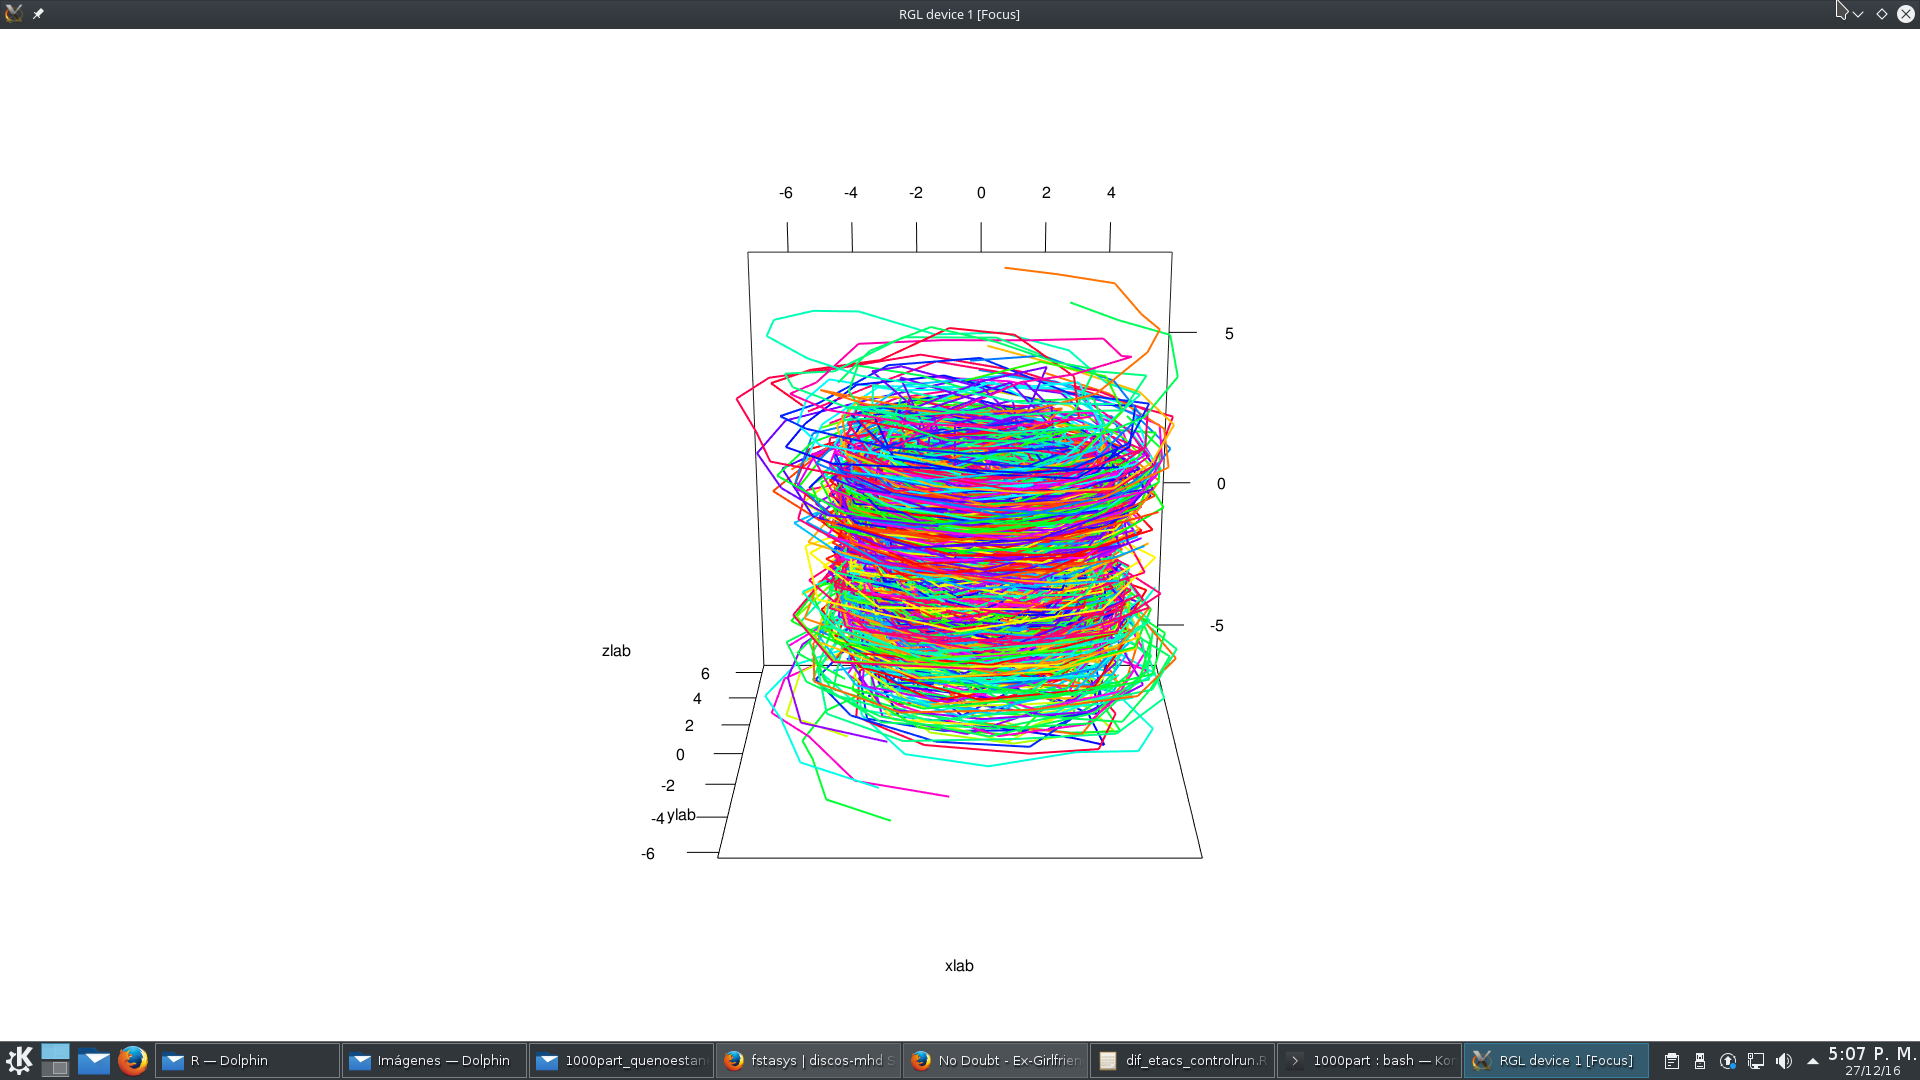 RGL device 1 [Focus]
-6 -4 -2 0 2 4
5
0
-5
zlab
6
4
2
0
-2
-4 ylab
-6
xlab
R — Dolphin
Imágenes — Dolphin
1000part_quenoestan
fstasys | discos-mhd S
No Doubt - Ex-Girlfrien
dif_etacs_controlrun.R
1000part : bash — Kon
RGL device 1 [Focus]
5:07 P. M.
27/12/16